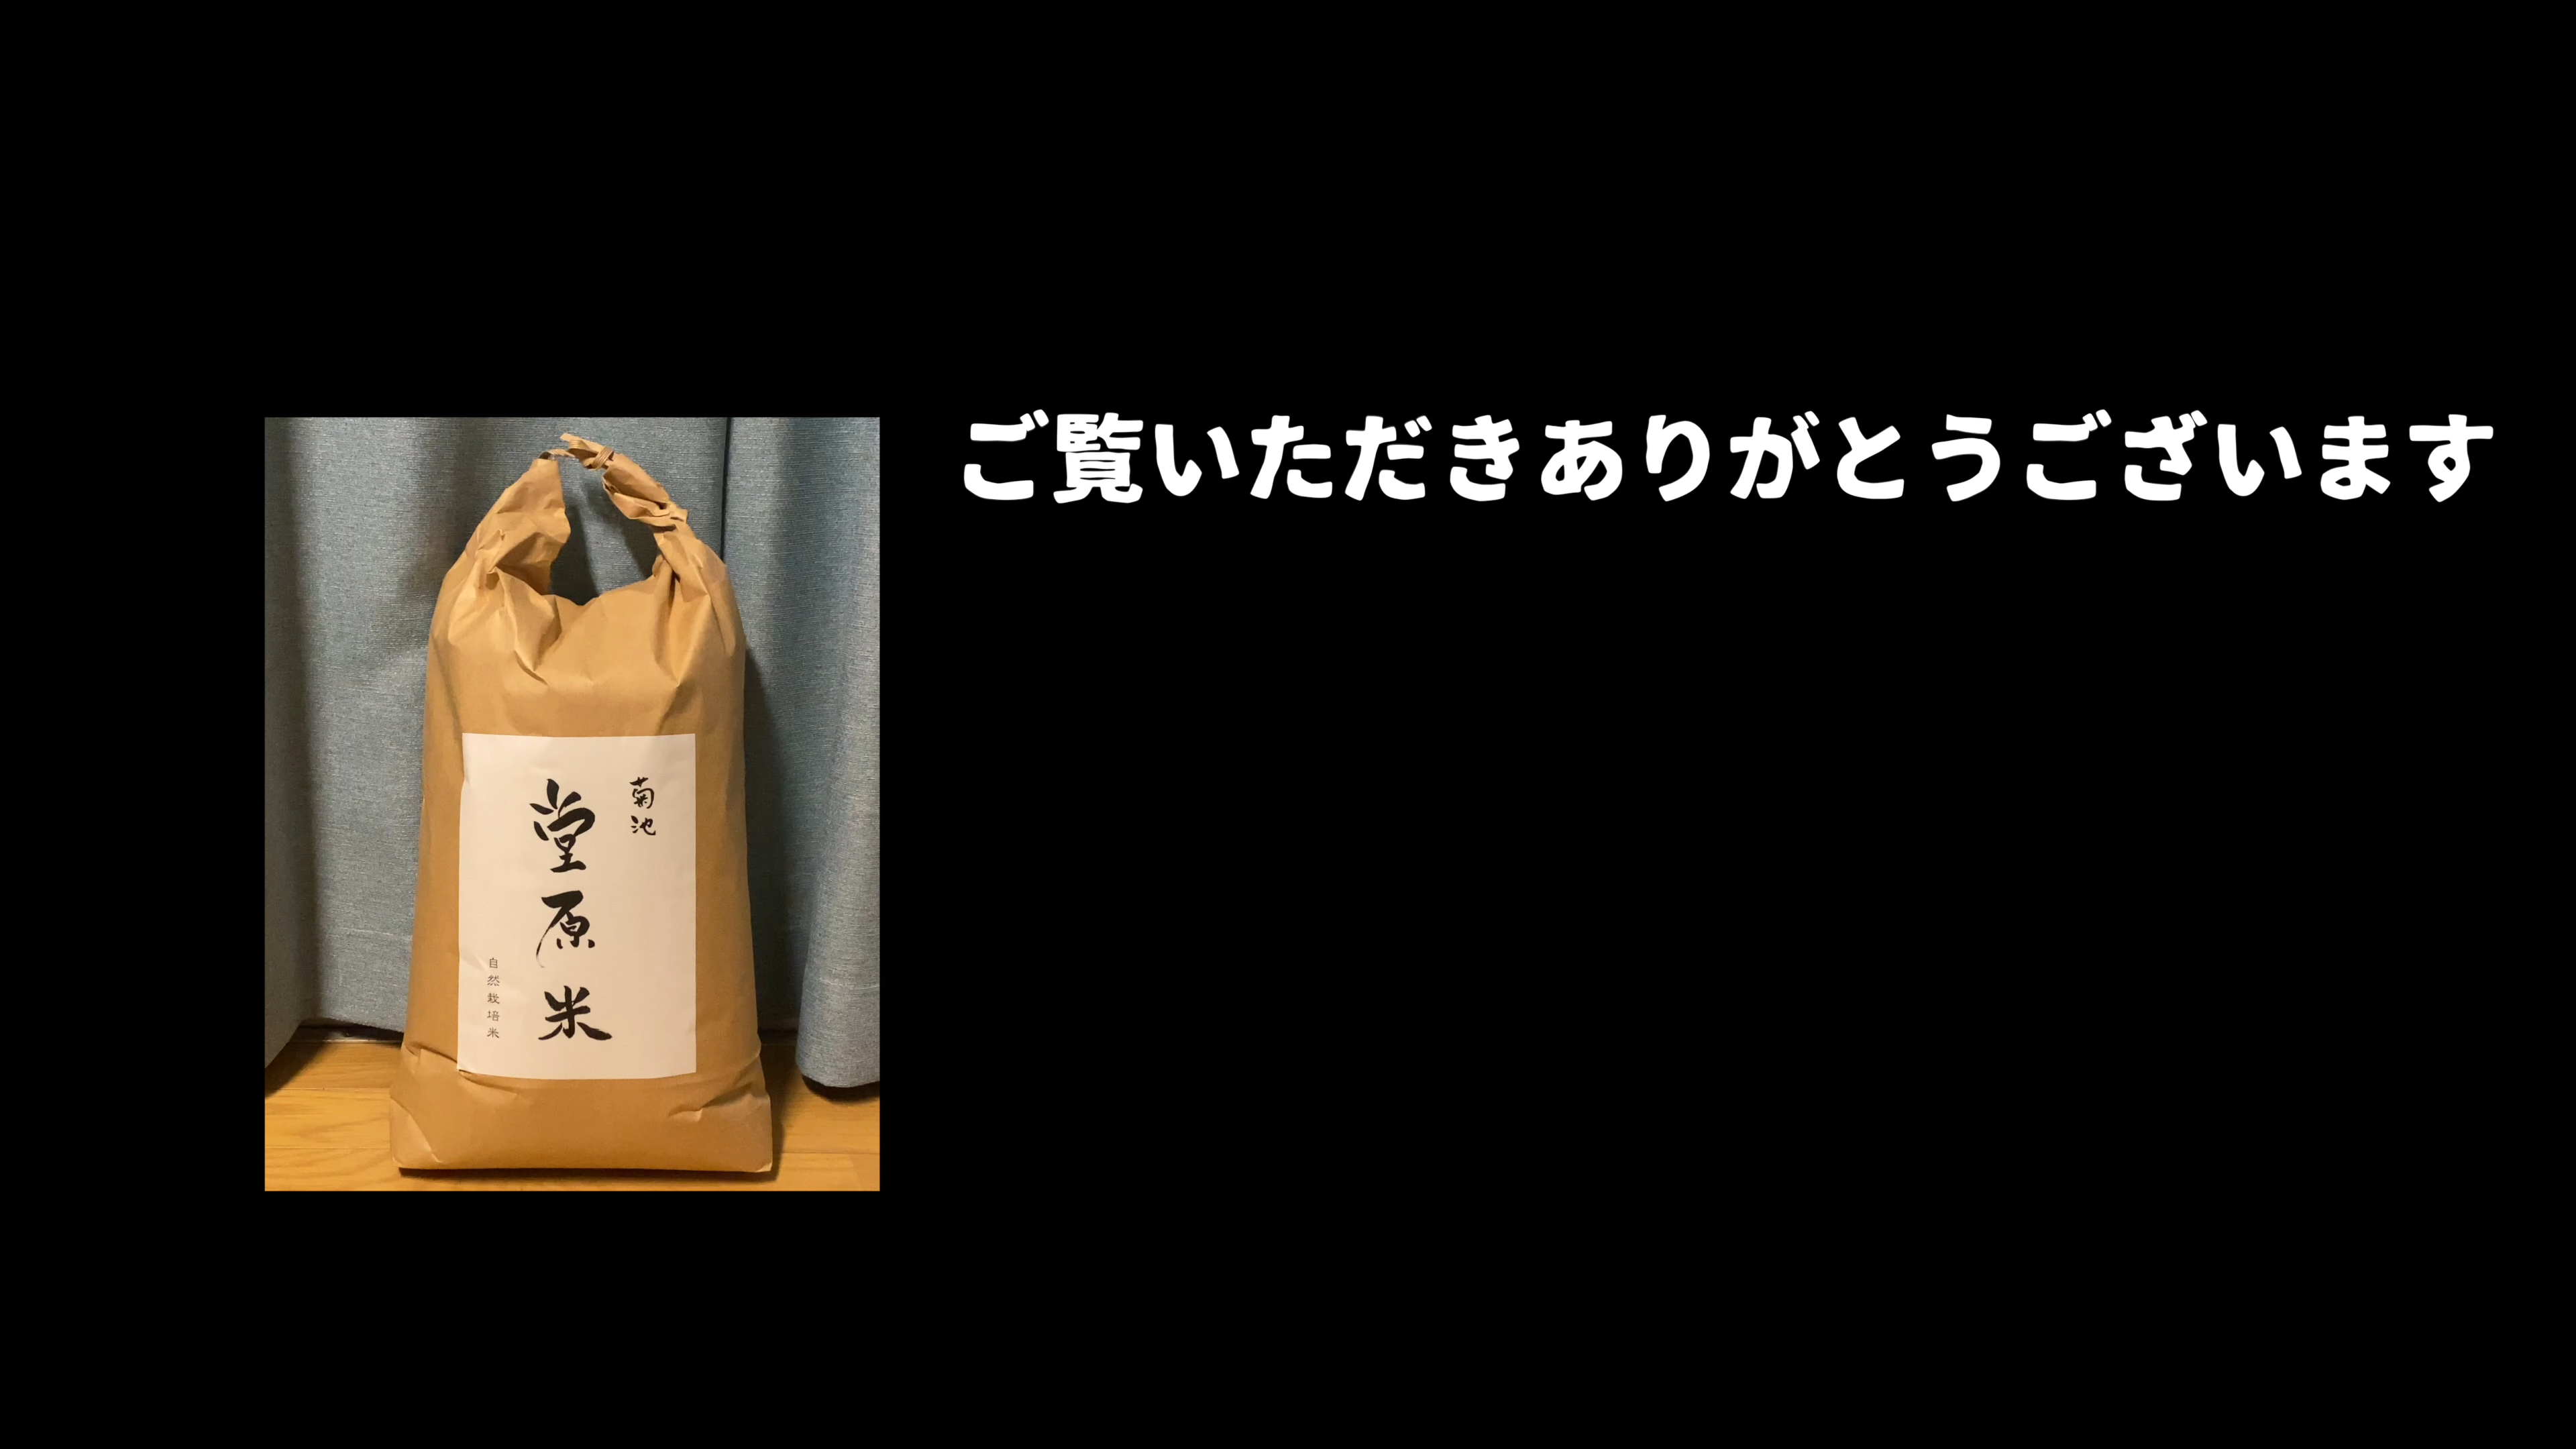 ご覧いただきありがとうございます
菊池
堂原米
自然栽培米